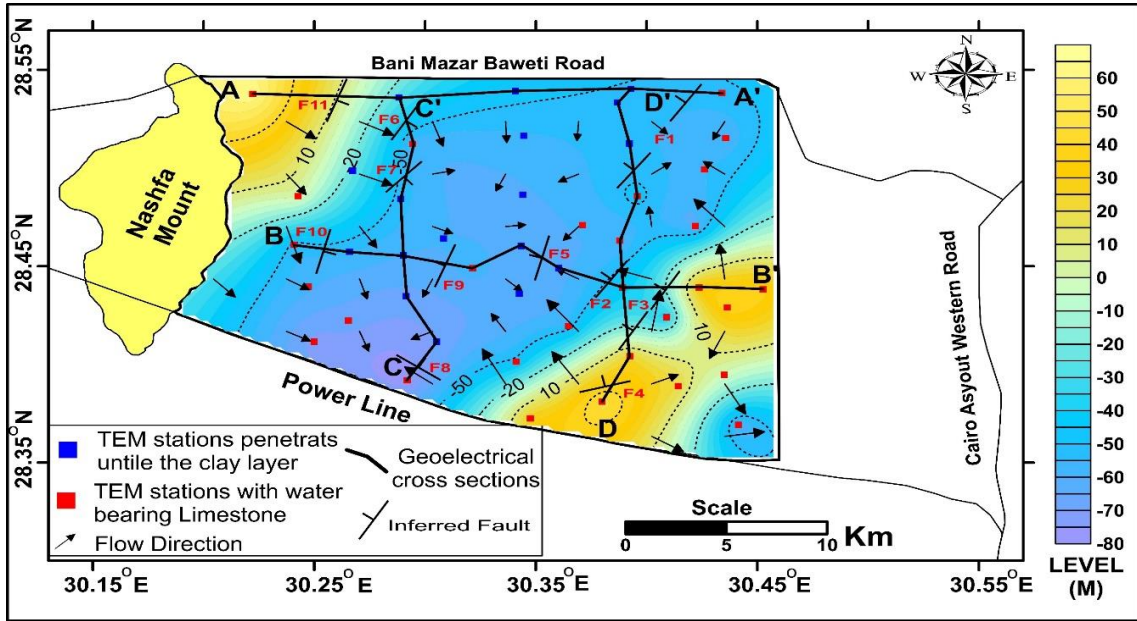 Bani Mazar Baweti Road
N
W
E
S
28.55°N
28.45°N
28.35°N
A
F11
F6
C'
D'
A'
F1
F7
10
20
-50
Nashfa
Mount
B
F10
F9
F5
F2
F3
B'
10
C
F8
-50
-20
10
F4
D
Power Line
Cairo Asyout Western Road
TEM stations penetrats
untile the clay layer
TEM stations with water
bearing Limestone
Flow Direction
Geoelectrical
cross sections
Inferred Fault
Scale
0
5
10
Km
30.15°E
30.25°E
30.35°E
30.45°E
30.55°E
60
50
40
30
20
10
0
-10
-20
-30
-40
-50
-60
-70
-80
LEVEL
(M)